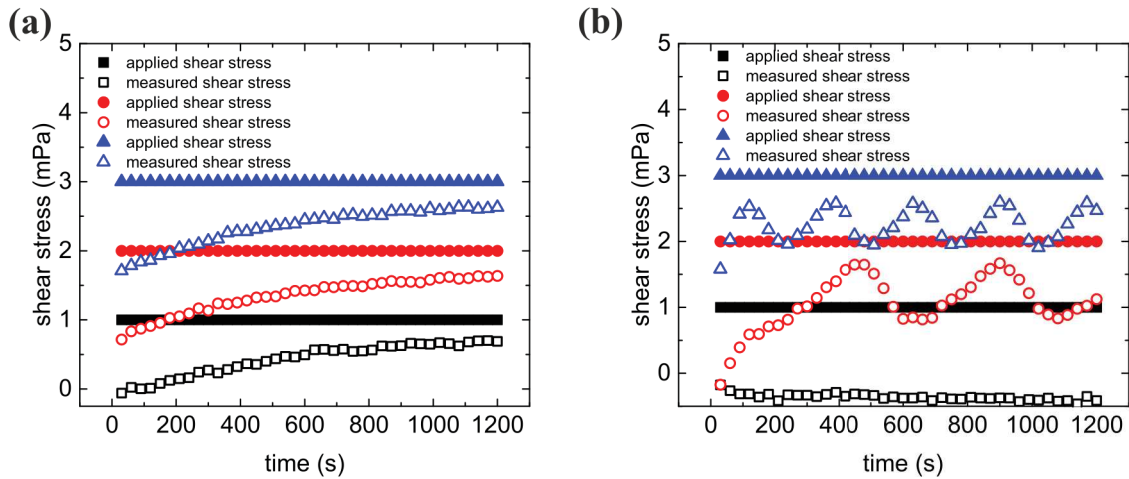 (a)
5
4
3
2
1
0
shear stress (mPa)
applied shear stress
measured shear stress
applied shear stress
measured shear stress
applied shear stress
measured shear stress
0 200 400 600 800 1000 1200
time (s)
(b)
5
4
3
2
1
0
shear stress (mPa)
applied shear stress
measured shear stress
applied shear stress
measured shear stress
applied shear stress
measured shear stress
0 200 400 600 800 1000 1200
time (s)